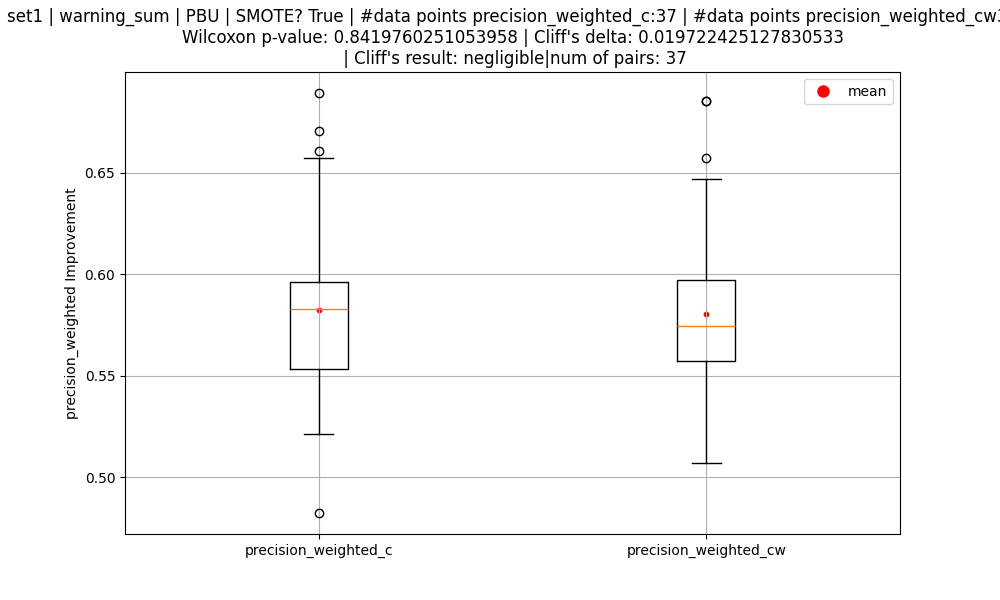 set1 | warning_sum | PBU | SMOTE? True | #data points precision_weighted_c:37 | #data points precision_weighted_cw
Wilcoxon p-value: 0.8419760251053958 | Cliff's delta: 0.019722425127830533
| Cliff's result: negligible|num of pairs: 37
mean
0.65
0.60
0.55
0.50
precision_weighted Improvement
precision_weighted_c
precision_weighted_cw